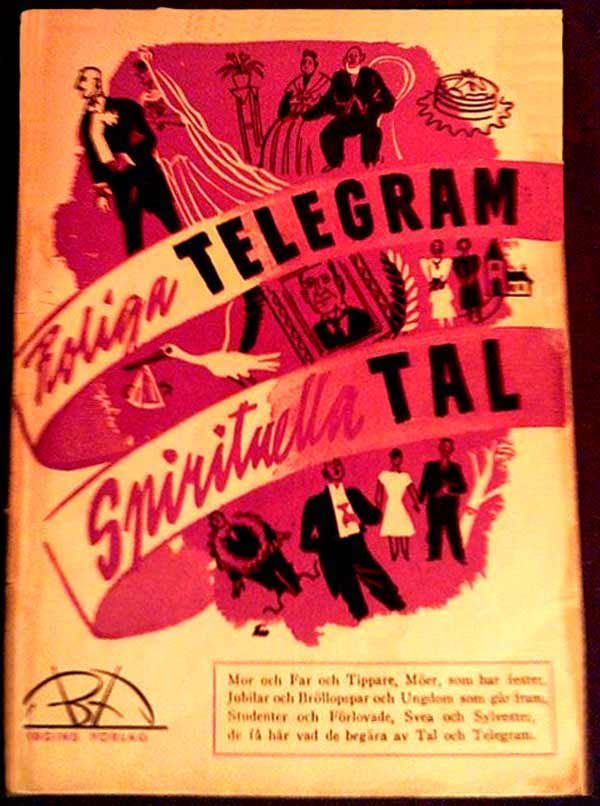 Roliga TELEGRAM
Spirituella TAL
Mor och Far och Tippare, Möer, som har fester,
Jubilar och Bröllopspar och Ungdom som går fram,
Studenter och Förlovade, Svea och Sylvester,
de få här vad de begära av Tal och Telegram.
FÖRLAG